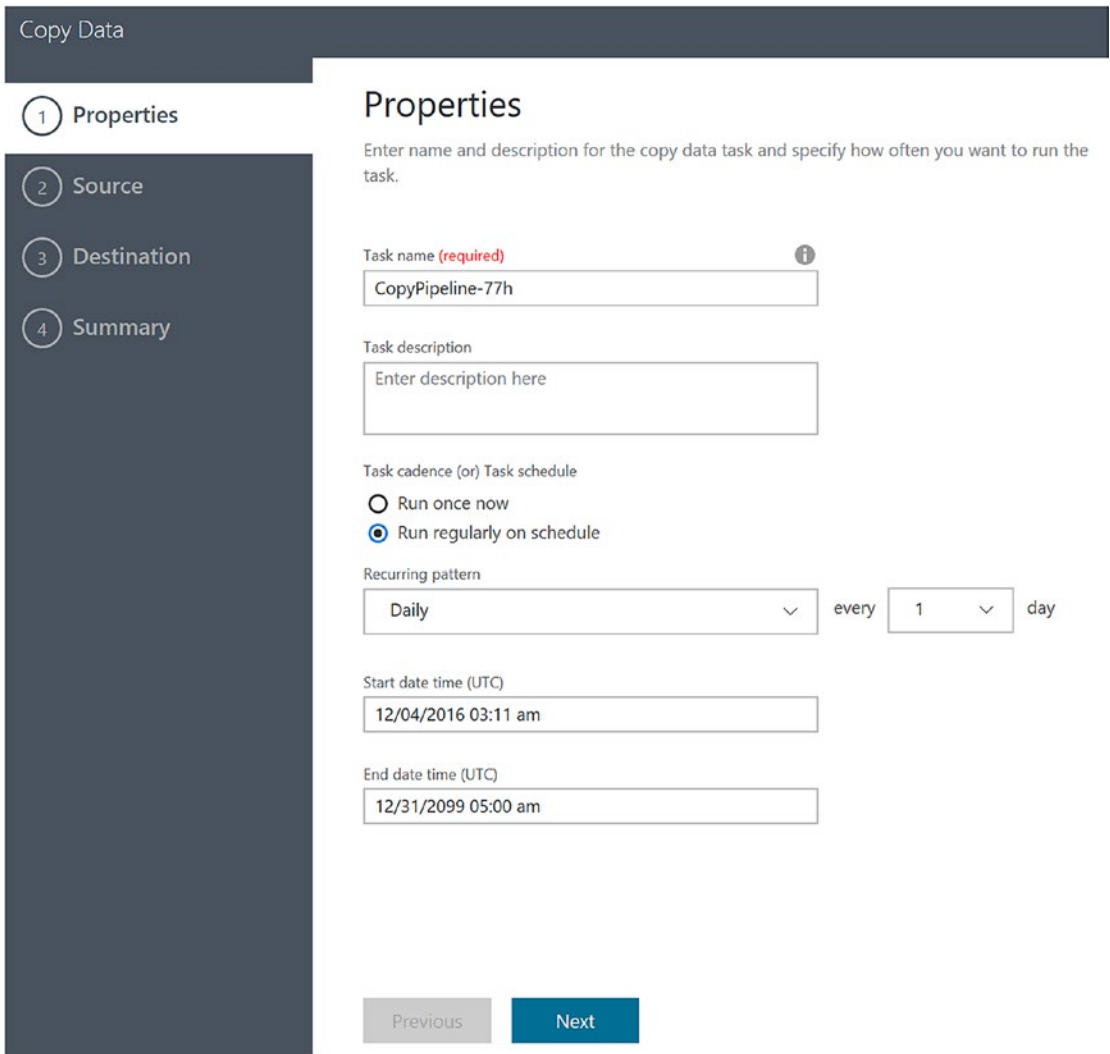 Copy Data
1 Properties
2 Source
3 Destination
4 Summary
Properties
Enter name and description for the copy data task and specify how often you want to run the
task.
Task name (required)
CopyPipeline-77h
Task description
Enter description here
Task cadence (or) Task schedule
Run once now
Run regularly on schedule
Recurring pattern
Daily every 1 day
Start date time (UTC)
12/04/2016 03:11 am
End date time (UTC)
12/31/2099 05:00 am
Previous Next